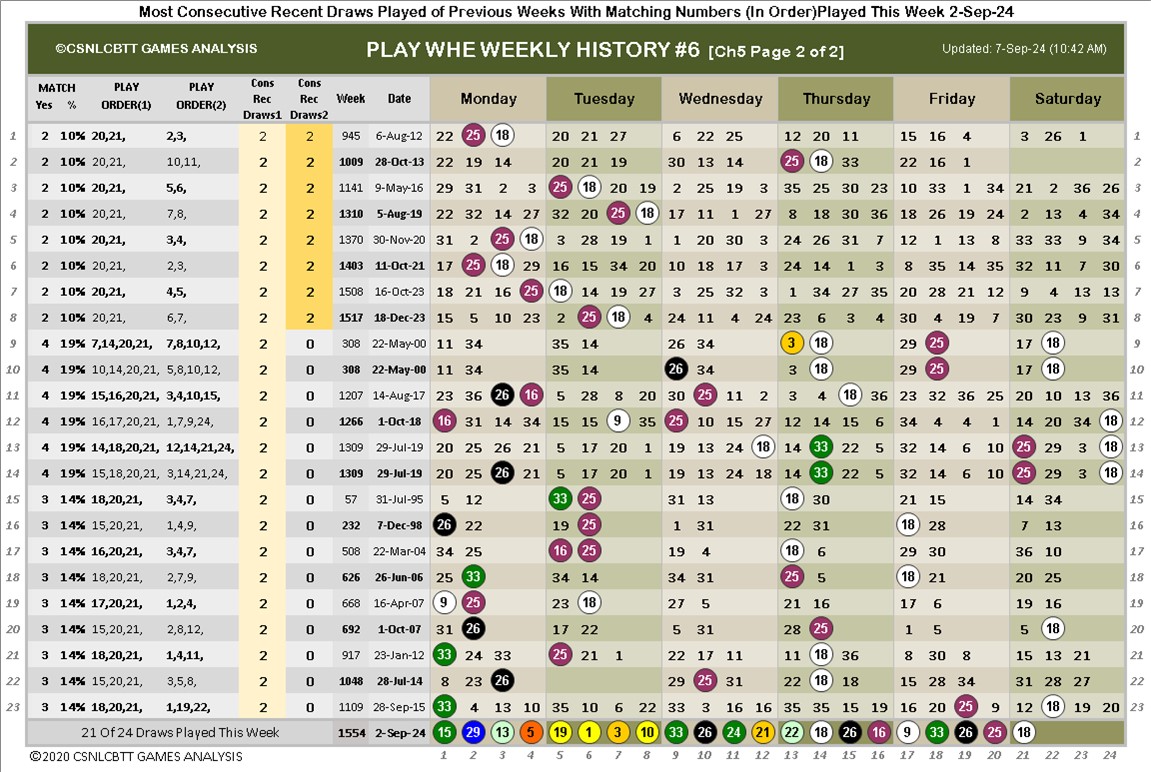 Most Consecutive Recent Draws Played of Previous Weeks With Matching Numbers (In Order)Played This Week 2-Sep-24
©CSNLCBTT GAMES ANALYSIS PLAY WHE WEEKLY HISTORY #6 [Ch5 Page 2 of 2] Updated: 7-Sep-24 (10:42 AM)
MATCH Yes % PLAY ORDER(1) PLAY ORDER(2) Cons Rec Draws1 Cons Rec Draws2 Week Date Monday Tuesday Wednesday Thursday Friday Saturday
1 2 10% 20,21, 2,3, 2 2 945 6-Aug-12 22 25 18 20 21 27 6 22 25 12 20 11 15 16 4 3 26 1 1
2 2 10% 20,21, 10,11, 2 2 1009 28-Oct-13 22 19 14 20 21 19 30 13 14 25 18 33 22 16 1 2
3 2 10% 20,21, 5,6, 2 2 1141 9-May-16 29 31 2 3 25 18 20 19 2 25 19 3 35 25 30 23 10 33 1 34 21 2 36 26 3
4 2 10% 20,21, 7,8, 2 2 1310 5-Aug-19 22 32 14 27 32 20 25 18 17 11 1 27 8 18 30 36 18 26 19 24 2 13 4 34 4
5 2 10% 20,21, 3,4, 2 2 1370 30-Nov-20 31 2 25 18 3 28 19 1 1 20 30 3 24 26 31 7 12 1 13 8 33 33 9 34 5
6 2 10% 20,21, 2,3, 2 2 1403 11-Oct-21 17 25 18 29 16 15 34 20 10 18 17 3 24 14 1 3 8 35 14 35 32 11 7 30 6
7 2 10% 20,21, 4,5, 2 2 1508 16-Oct-23 18 21 16 25 18 14 19 27 3 25 32 3 1 34 27 35 20 28 21 12 9 4 13 13 7
8 2 10% 20,21, 6,7, 2 2 1517 18-Dec-23 15 5 10 23 2 25 18 4 24 11 4 24 23 6 3 4 30 4 19 7 30 23 9 31 8
9 4 19% 7,14,20,21, 7,8,10,12, 2 0 308 22-May-00 11 34 35 14 26 34 3 18 29 25 17 18 9
10 4 19% 10,14,20,21, 5,8,10,12, 2 0 308 22-May-00 11 34 35 14 26 34 3 18 29 25 17 18 10
11 4 19% 15,16,20,21, 3,4,10,15, 2 0 1207 14-Aug-17 23 36 26 16 5 28 8 20 30 25 11 2 3 4 18 36 23 32 36 25 20 10 13 36 11
12 4 19% 16,17,20,21, 1,7,9,24, 2 0 1266 1-Oct-18 16 31 14 34 15 15 9 35 25 10 15 27 12 14 15 6 34 4 4 1 14 20 34 18 12
13 4 19% 14,18,20,21, 12,14,21,24, 2 0 1309 29-Jul-19 20 25 26 21 5 17 20 1 19 13 24 18 14 33 22 5 32 14 6 10 25 29 3 18 13
14 4 19% 15,18,20,21, 3,14,21,24, 2 0 1309 29-Jul-19 20 25 26 21 5 17 20 1 19 13 24 18 14 33 22 5 32 14 6 10 25 29 3 18 14
15 3 14% 18,20,21, 3,4,7, 2 0 57 31-Jul-95 5 12 33 25 31 13 18 30 21 15 14 34 15
16 3 14% 15,20,21, 1,4,9, 2 0 232 7-Dec-98 26 22 19 25 1 31 22 31 18 28 7 13 16
17 3 14% 16,20,21, 3,4,7, 2 0 508 22-Mar-04 34 25 16 25 19 4 18 6 29 30 36 10 17
18 3 14% 18,20,21, 2,7,9, 2 0 626 26-Jun-06 25 33 34 14 34 31 25 5 18 21 20 25 18
19 3 14% 17,20,21, 1,2,4, 2 0 668 16-Apr-07 9 25 23 18 27 5 21 16 17 6 19 16 19
20 3 14% 15,20,21, 2,8,12, 2 0 692 1-Oct-07 31 26 17 22 5 31 28 25 1 5 5 18 20
21 3 14% 18,20,21, 1,4,11, 2 0 917 23-Jan-12 33 24 33 25 21 1 22 17 11 11 18 36 8 30 8 15 13 21 21
22 3 14% 15,20,21, 3,5,8, 2 0 1048 28-Jul-14 8 23 26 29 25 31 22 18 18 15 28 34 31 28 27 22
23 3 14% 18,20,21, 1,19,22, 2 0 1109 28-Sep-15 33 4 13 10 35 10 6 22 33 3 16 16 35 35 15 19 16 20 25 9 12 18 19 20 23
21 Of 24 Draws Played This Week 1554 2-Sep-24 15 29 13 5 19 1 3 10 33 26 24 21 22 18 26 16 9 33 26 25 18
©2020 CSNLCBTT GAMES ANALYSIS 1 2 3 4 5 6 7 8 9 10 11 12 13 14 15 16 17 18 19 20 21 22 23 24